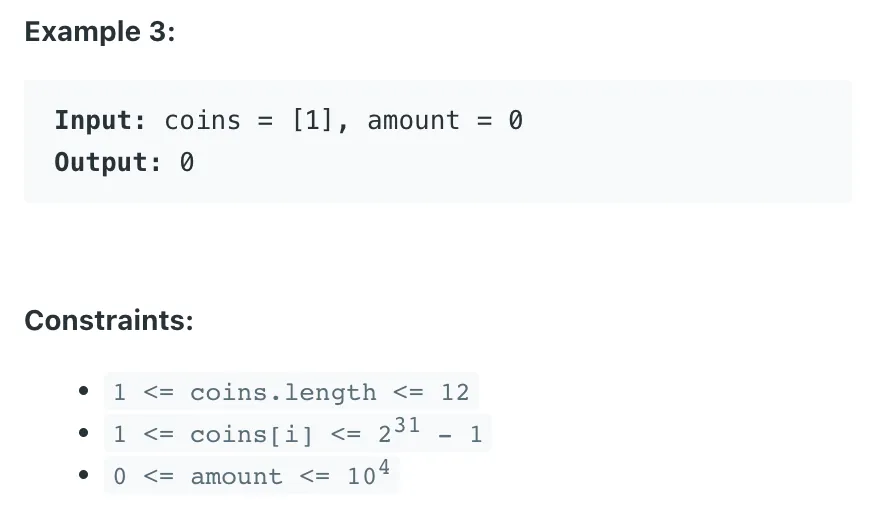 Example 3:
Input: coins = [1], amount = 0
Output: 0
Constraints:
• 1 <= coins.length <= 12
• 1 <= coins[i] <= 2³¹ - 1
• 0 <= amount <= 10⁴